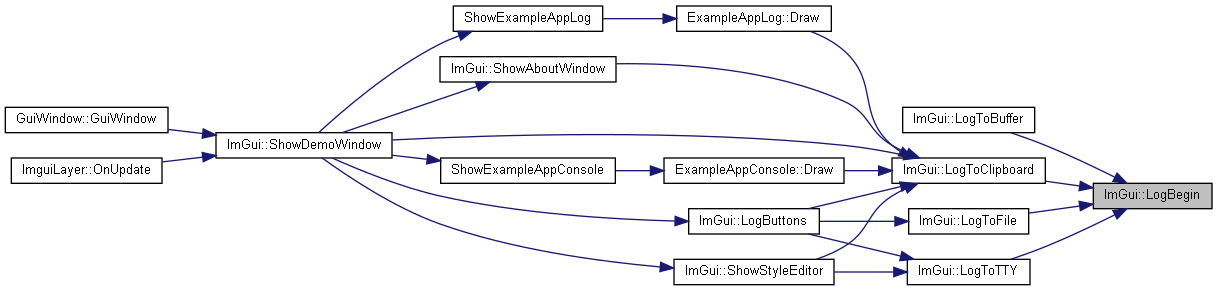 ShowExampleAppLog
ExampleAppLog::Draw
ImGui::ShowAboutWindow
GuiWindow::GuiWindow
ImGui::LogToBuffer
ImGui::ShowDemoWindow
ImguiLayer::OnUpdate
ShowExampleAppConsole
ExampleAppConsole::Draw
ImGui::LogToClipboard
ImGui::LogBegin
ImGui::LogButtons
ImGui::LogToFile
ImGui::ShowStyleEditor
ImGui::LogToTTY